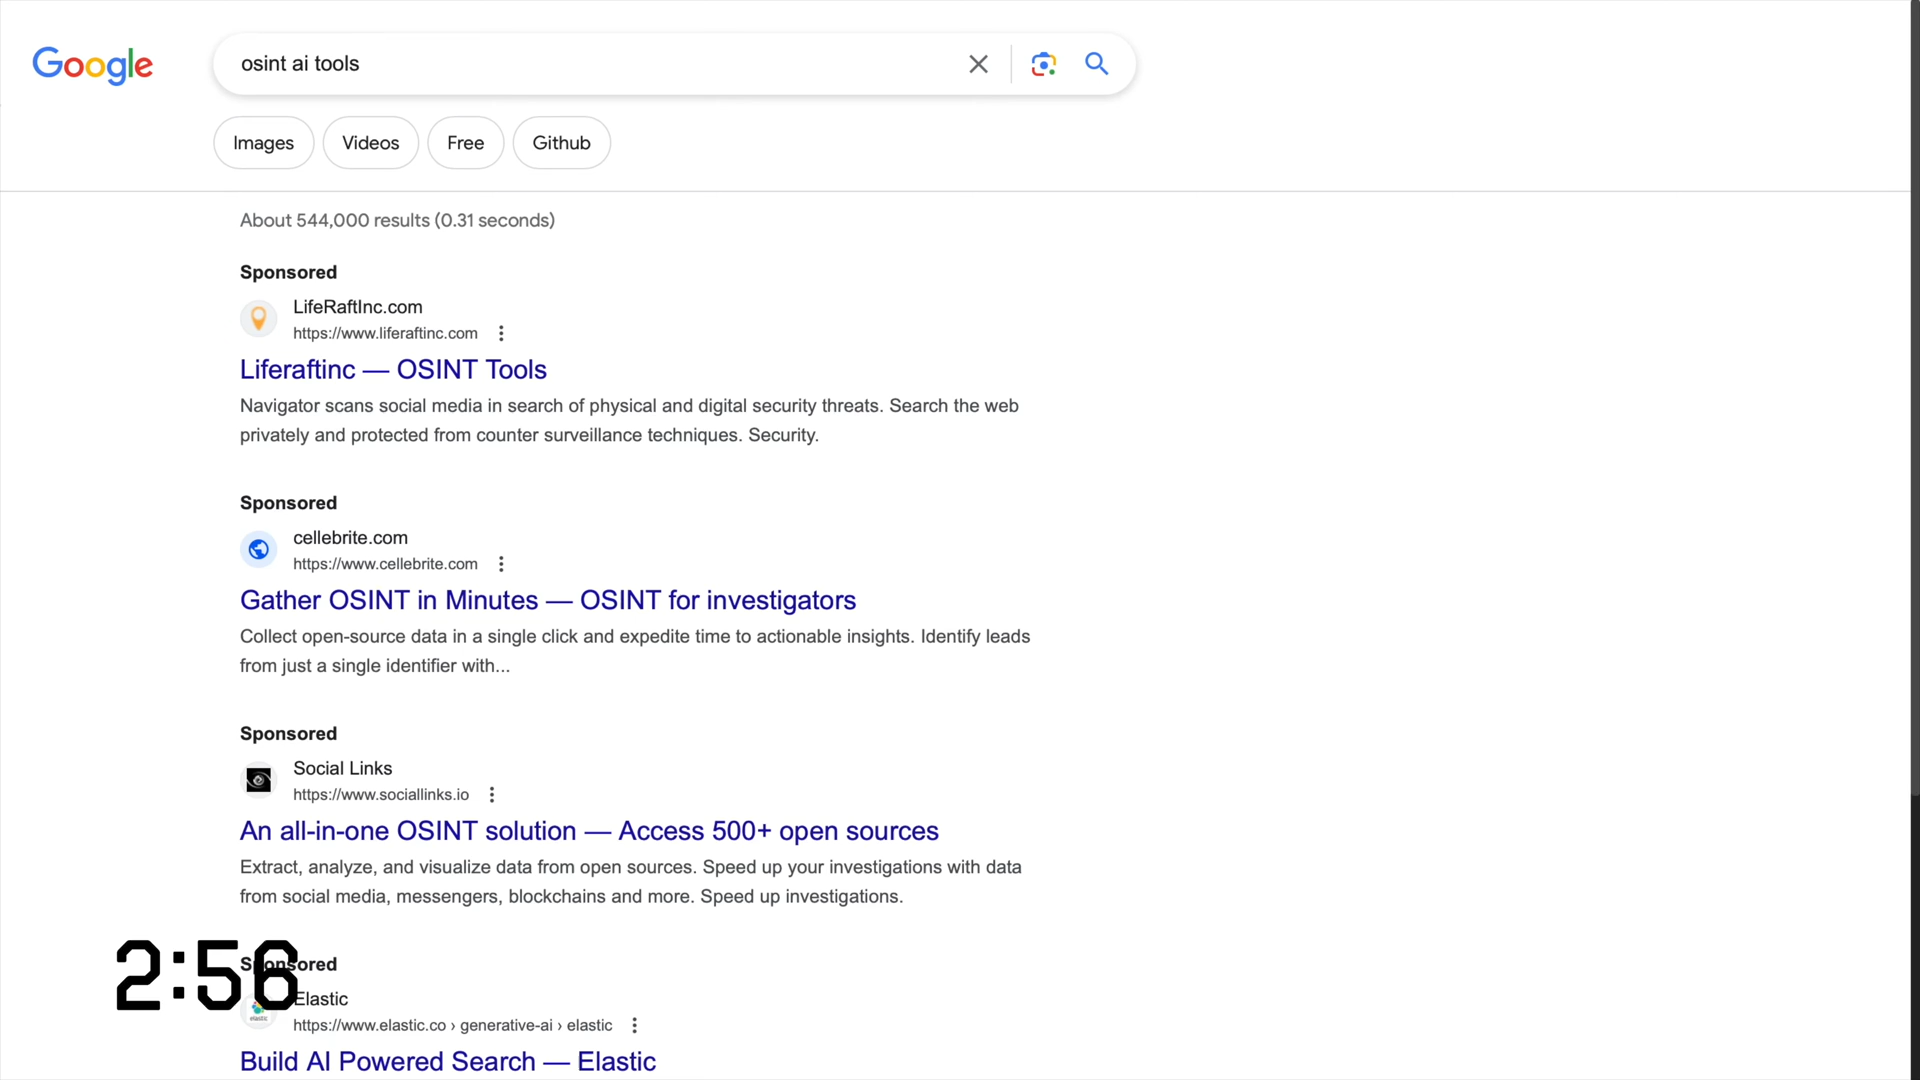 Google
osint ai tools
Images
Videos
Free
Github
About 544,000 results (0.31 seconds)
Sponsored
LifeRaftInc.com
https://www.liferaftinc.com
Liferaftinc — OSINT Tools
Navigator scans social media in search of physical and digital security threats. Search the web
privately and protected from counter surveillance techniques. Security.
Sponsored
cellebrite.com
https://www.cellebrite.com
Gather OSINT in Minutes — OSINT for investigators
Collect open-source data in a single click and expedite time to actionable insights. Identify leads
from just a single identifier with...
Sponsored
Social Links
https://www.sociallinks.io
An all-in-one OSINT solution — Access 500+ open sources
Extract, analyze, and visualize data from open sources. Speed up your investigations with data
from social media, messengers, blockchains and more. Speed up investigations.
2:56
Sponsored
Elastic
elastic
https://www.elastic.co › generative-ai › elastic
Build AI Powered Search — Elastic